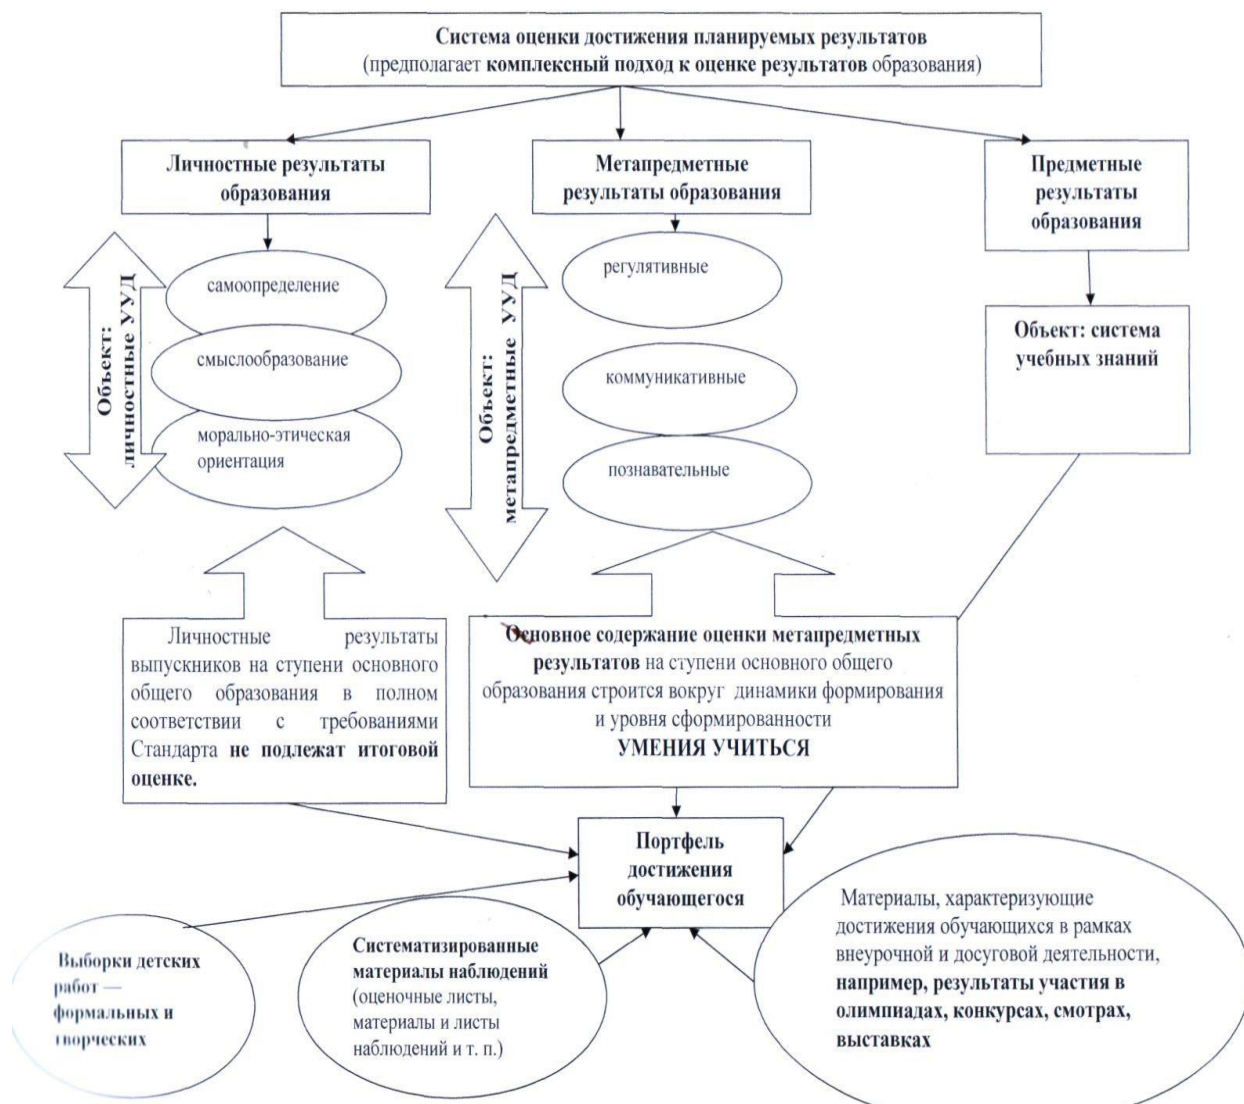 Система оценки достижения планируемых результатов
(предполагает комплексный подход к оценке результатов образования)
Личностные результаты
образования
Метапредметные
результаты образования
Предметные
результаты
образования
Объект:
личностные УУД
самоопределение
смыслообразование
морально-этическая
ориентация
Объект:
метапредметные УУД
регулятивные
коммуникативные
познавательные
Объект: система
учебных знаний
Личностные результаты
выпускников на ступени основного
общего образования в полном
соответствии с требованиями
Стандарта не подлежат итоговой
оценке.
Основное содержание оценки метапредметных
результатов на ступени основного общего
образования строится вокруг динамики формирования
и уровня сформированности
УМЕНИЯ УЧИТЬСЯ
Портфель
достижения
обучающегося
Выборки детских
работ —
формальных и
творческих
Систематизированные
материалы наблюдений
(оценочные листы,
материалы и листы
наблюдений и т. п.)
Материалы, характеризующие
достижения обучающихся в рамках
внеурочной и досуговой деятельности,
например, результаты участия в
олимпиадах, конкурсах, смотрах,
выставках